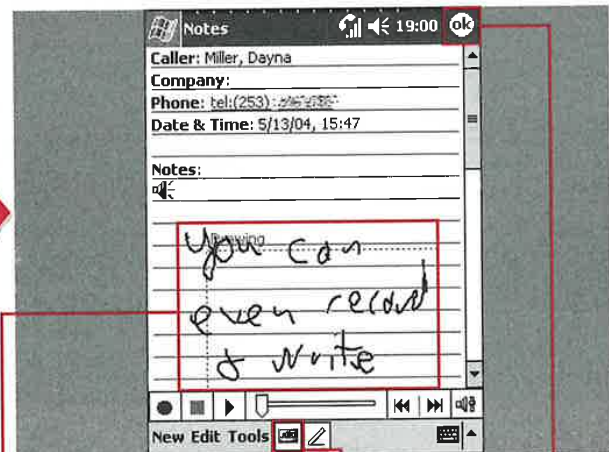 Notes 19:00 ok
Caller: Miller, Dayna
Company:
Phone: tel:(253)
Date & Time: 5/13/04, 15:47
Notes:
Drawing
You can
even record
& write
New Edit Tools